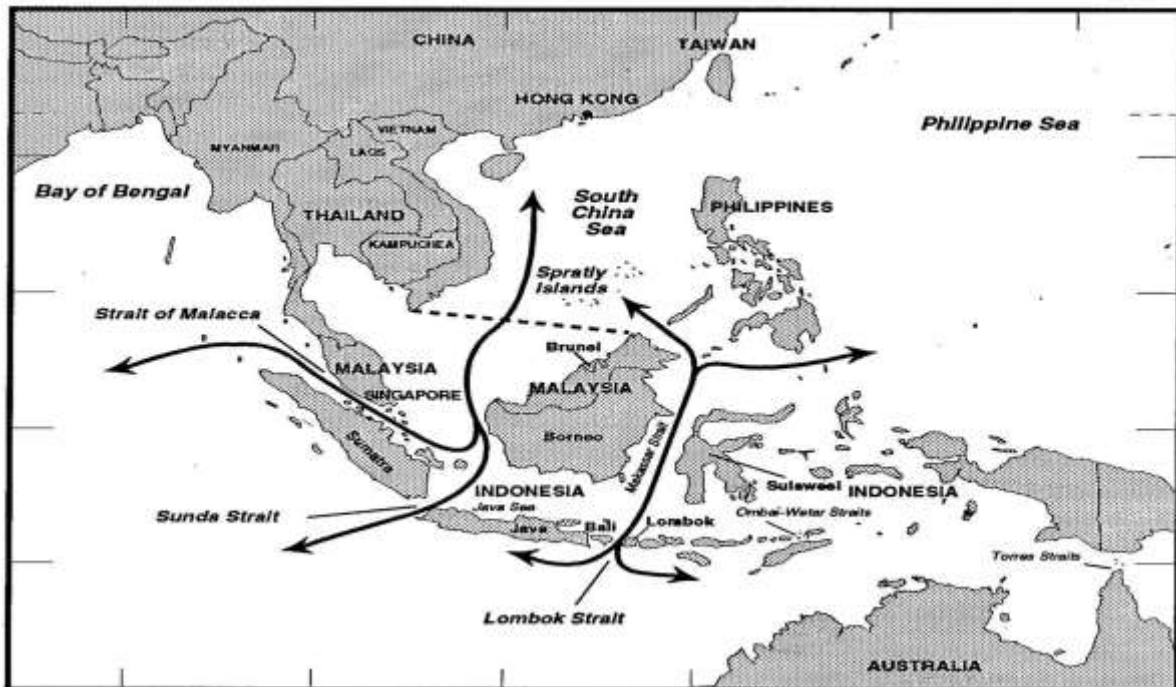 CHINA
TAIWAN
HONG KONG
Philippine Sea
VIETNAM
MYANMAR
LAOS
Bay of Bengal
South
China
Sea
PHILIPPINES
THAILAND
KAMPUCHEA
Spratly
Islands
Strait of Malacca
Brunei
MALAYSIA
MALAYSIA
SINGAPORE
Borneo
Makassar Strait
Sumatra
Sulawesi
INDONESIA
INDONESIA
Java Sea
Ombai-Wetar Straits
Sunda Strait
Java
Bali
Lombok
Torres Straits
Lombok Strait
AUSTRALIA